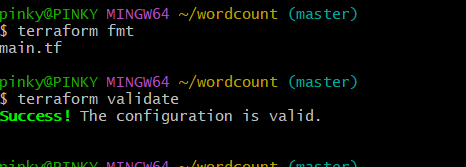 pinky@PINKY MINGW64 ~/wordcount (master)
$ terraform fmt
main.tf
pinky@PINKY MINGW64 ~/wordcount (master)
$ terraform validate
Success! The configuration is valid.
pinky@PINKY MINGW64 ~/wordcount (master)